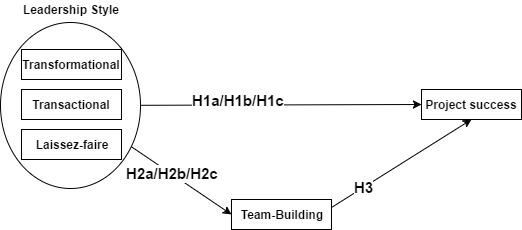 Leadership Style
Transformational
Transactional
Laissez-faire
H1a/H1b/H1c
Project success
H2a/H2b/H2c
H3
Team-Building